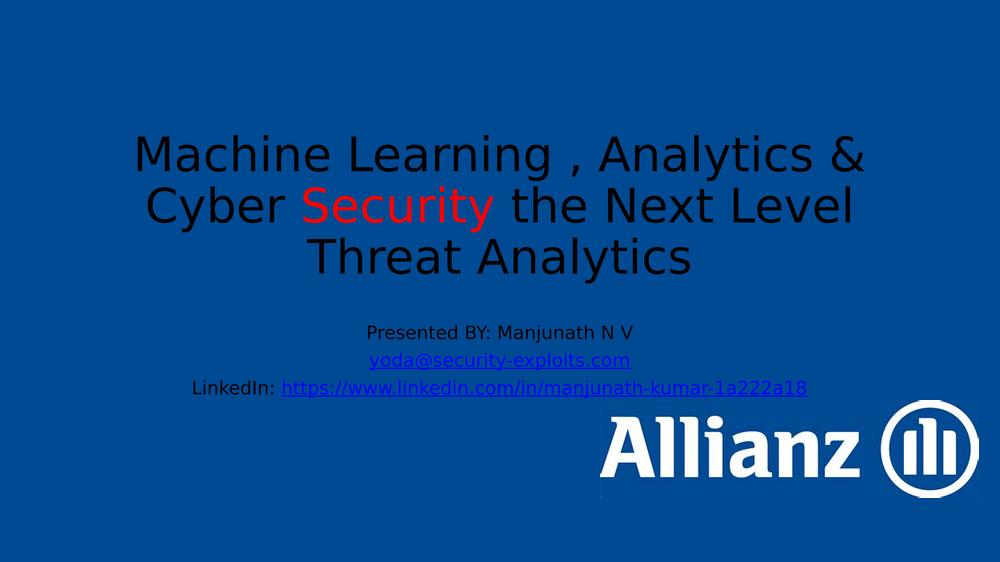 Machine Learning , Analytics &
Cyber Security the Next Level
Threat Analytics
Presented BY: Manjunath N V
yoda@security-exploits.com
LinkedIn: https://www.linkedin.com/in/manjunath-kumar-1a222a18
Allianz